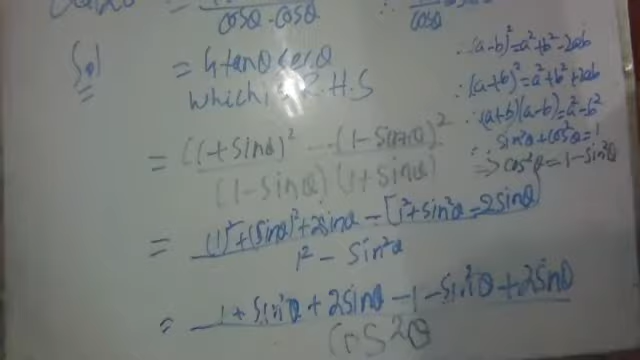 cosθ.cosθ ∴ 1/cosθ
Sol = 4tanθ secθ ∵ (a-b)²=a²+b²-2ab
which, R.H.S ∴ (a+b)²=a²+b²+2ab
∴ (a+b)(a-b)=a²-b²
= ((1+sinθ)² - (1-sinθ)² ∵ sin²θ+cos²θ=1
(1-sinθ)(1+sinθ) ⇒ cos²θ=1-sin²θ
= (1)²+(sinθ)²+2sinθ-[1²+sin²θ-2sinθ)
1² - sin²θ
= 1+sin²θ+2sinθ-1-sin²θ+2sinθ
cos²θ